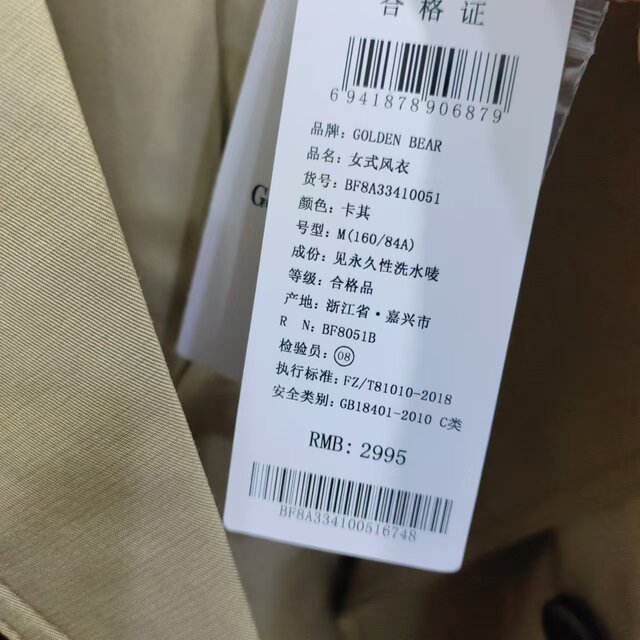 合格证
6941878906879
品牌: GOLDEN BEAR
品名: 女式风衣
货号: BF8A33410051
颜色: 卡其
号型: M(160/84A)
成份: 见永久性洗水唛
等级: 合格品
产地: 浙江省·嘉兴市
R N: BF8051B
检验员: 08
执行标准: FZ/T81010-2018
安全类别: GB18401-2010 C类
RMB: 2995
BF8A334100516748
G